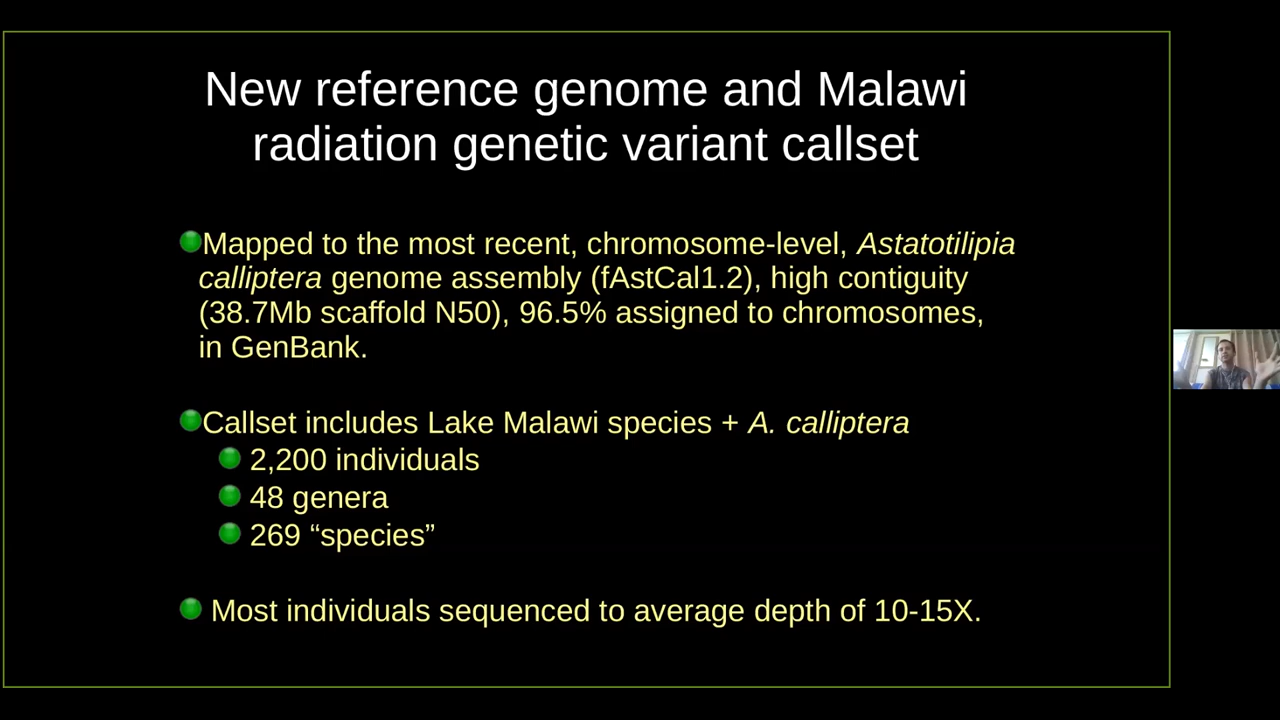 New reference genome and Malawi
radiation genetic variant callset
Mapped to the most recent, chromosome-level, Astatotilipia
calliptera genome assembly (fAstCal1.2), high contiguity
(38.7Mb scaffold N50), 96.5% assigned to chromosomes,
in GenBank.
Callset includes Lake Malawi species + A. calliptera
2,200 individuals
48 genera
269 “species”
Most individuals sequenced to average depth of 10-15X.